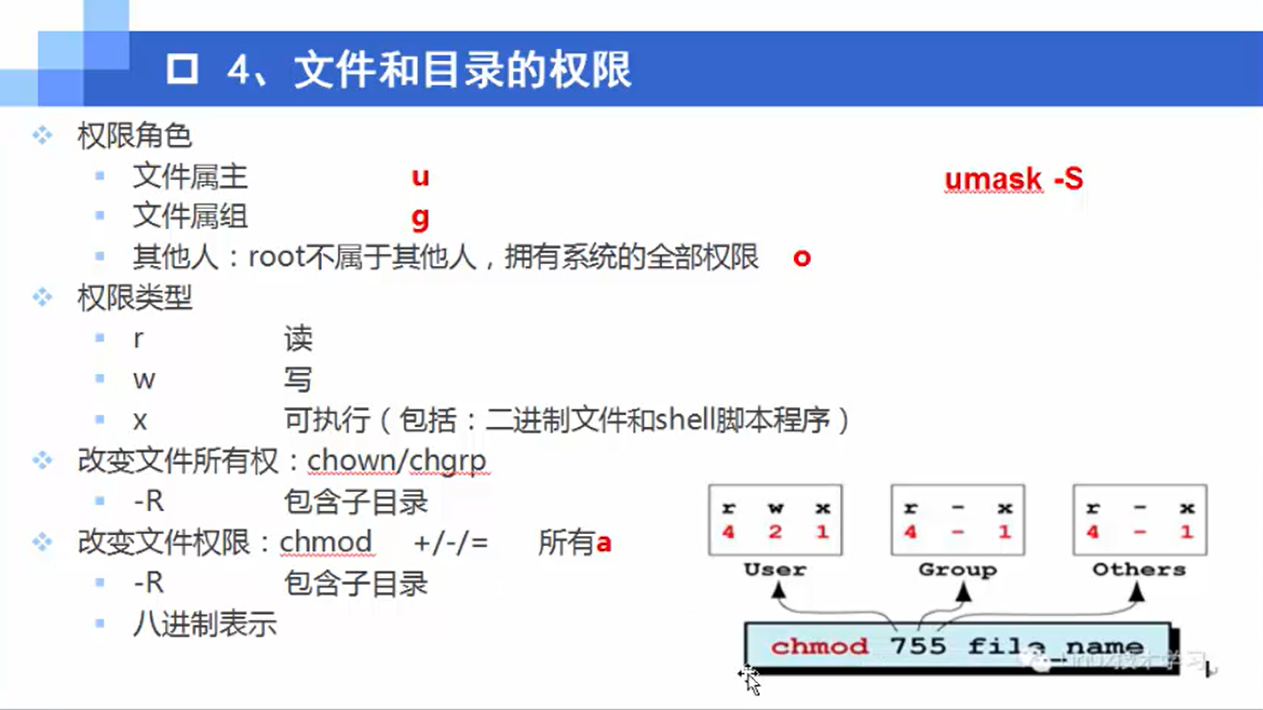 4、文件和目录的权限
权限角色
文件属主 u
umask -S
文件属组 g
其他人：root不属于其他人，拥有系统的全部权限 o
权限类型
r 读
w 写
x 可执行（包括：二进制文件和shell脚本程序）
改变文件所有权：chown/chgrp
-R 包含子目录
改变文件权限：chmod +/-/= 所有a
-R 包含子目录
八进制表示
r w x r - x r - x
4 2 1 4 - 1 4 - 1
User Group Others
chmod 755 file name